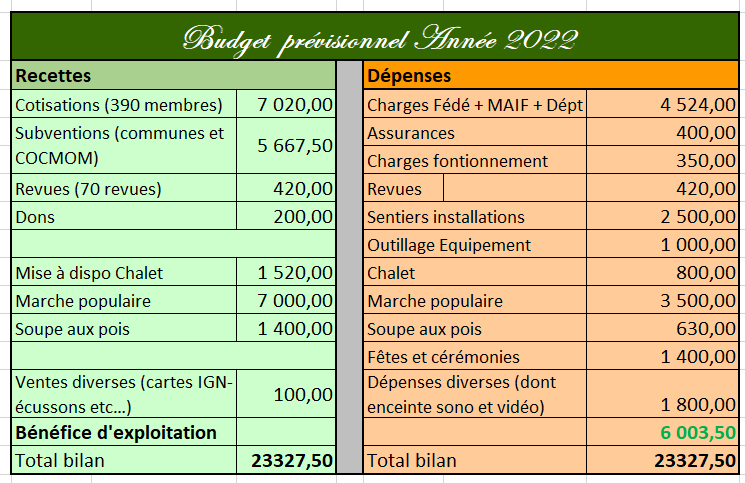 Budget prévisionnel Année 2022
Recettes Dépenses
Cotisations (390 membres) 7 020,00 Charges Fédé + MAIF + Dépt 4 524,00
Subventions (communes et
COCMOM) 5 667,50
Assurances 400,00
Charges fontionnement 350,00
Revues (70 revues) 420,00 Revues 420,00
Dons 200,00 Sentiers installations 2 500,00
Outillage Equipement 1 000,00
Mise à dispo Chalet 1 520,00 Chalet 800,00
Marche populaire 7 000,00 Marche populaire 3 500,00
Soupe aux pois 1 400,00 Soupe aux pois 630,00
Fêtes et cérémonies 1 400,00
Ventes diverses (cartes IGN-
écussons etc…) 100,00
Dépenses diverses (dont
enceinte sono et vidéo) 1 800,00
Bénéfice d'exploitation 6 003,50
Total bilan 23327,50 Total bilan 23327,50